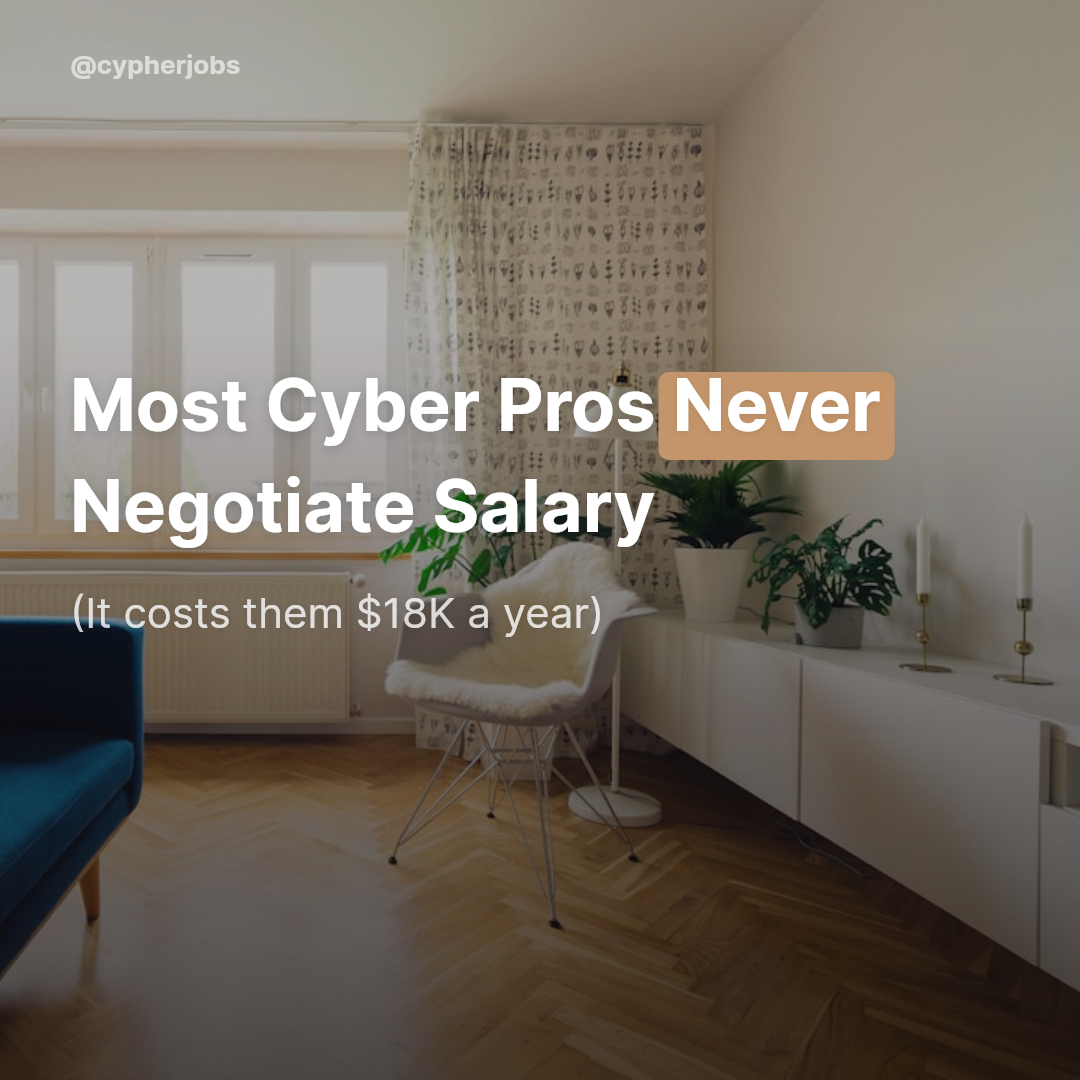 @cypherjobs
Most Cyber Pros Never
Negotiate Salary
(It costs them $18K a year)